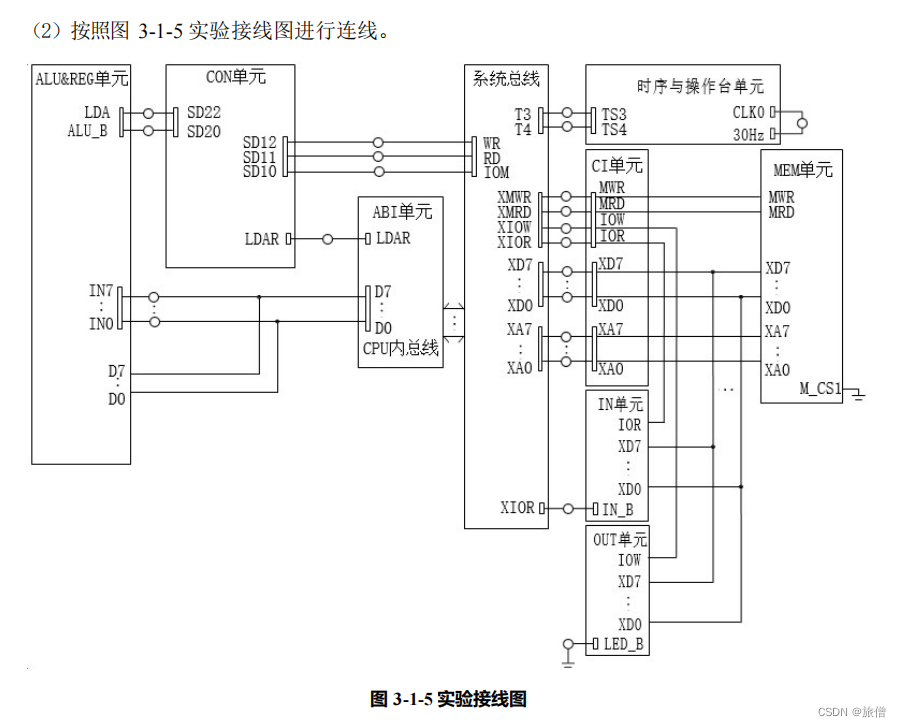 （2）按照图 3-1-5 实验接线图进行连线。
ALU&REG单元
LDA
ALU_B
IN7
IN0
D7
D0
CON单元
SD22
SD20
SD12
SD11
SD10
LDAR
ABI单元
LDAR
D7
D0
CPU内总线
系统总线
T3
T4
WR
RD
IOM
XMWR
XMRD
XIOW
XIOR
XD7
XD0
XA7
XA0
XIOR
时序与操作台单元
TS3
TS4
CLK0
30Hz
CI单元
MWR
MRD
IOW
IOR
XD7
XD0
XA7
XA0
MEM单元
MWR
MRD
XD7
XD0
XA7
XA0
M_CS1
IN单元
IOR
XD7
XD0
IN_B
OUT单元
IOW
XD7
XD0
LED_B
图 3-1-5 实验接线图
CSDN @旅僧